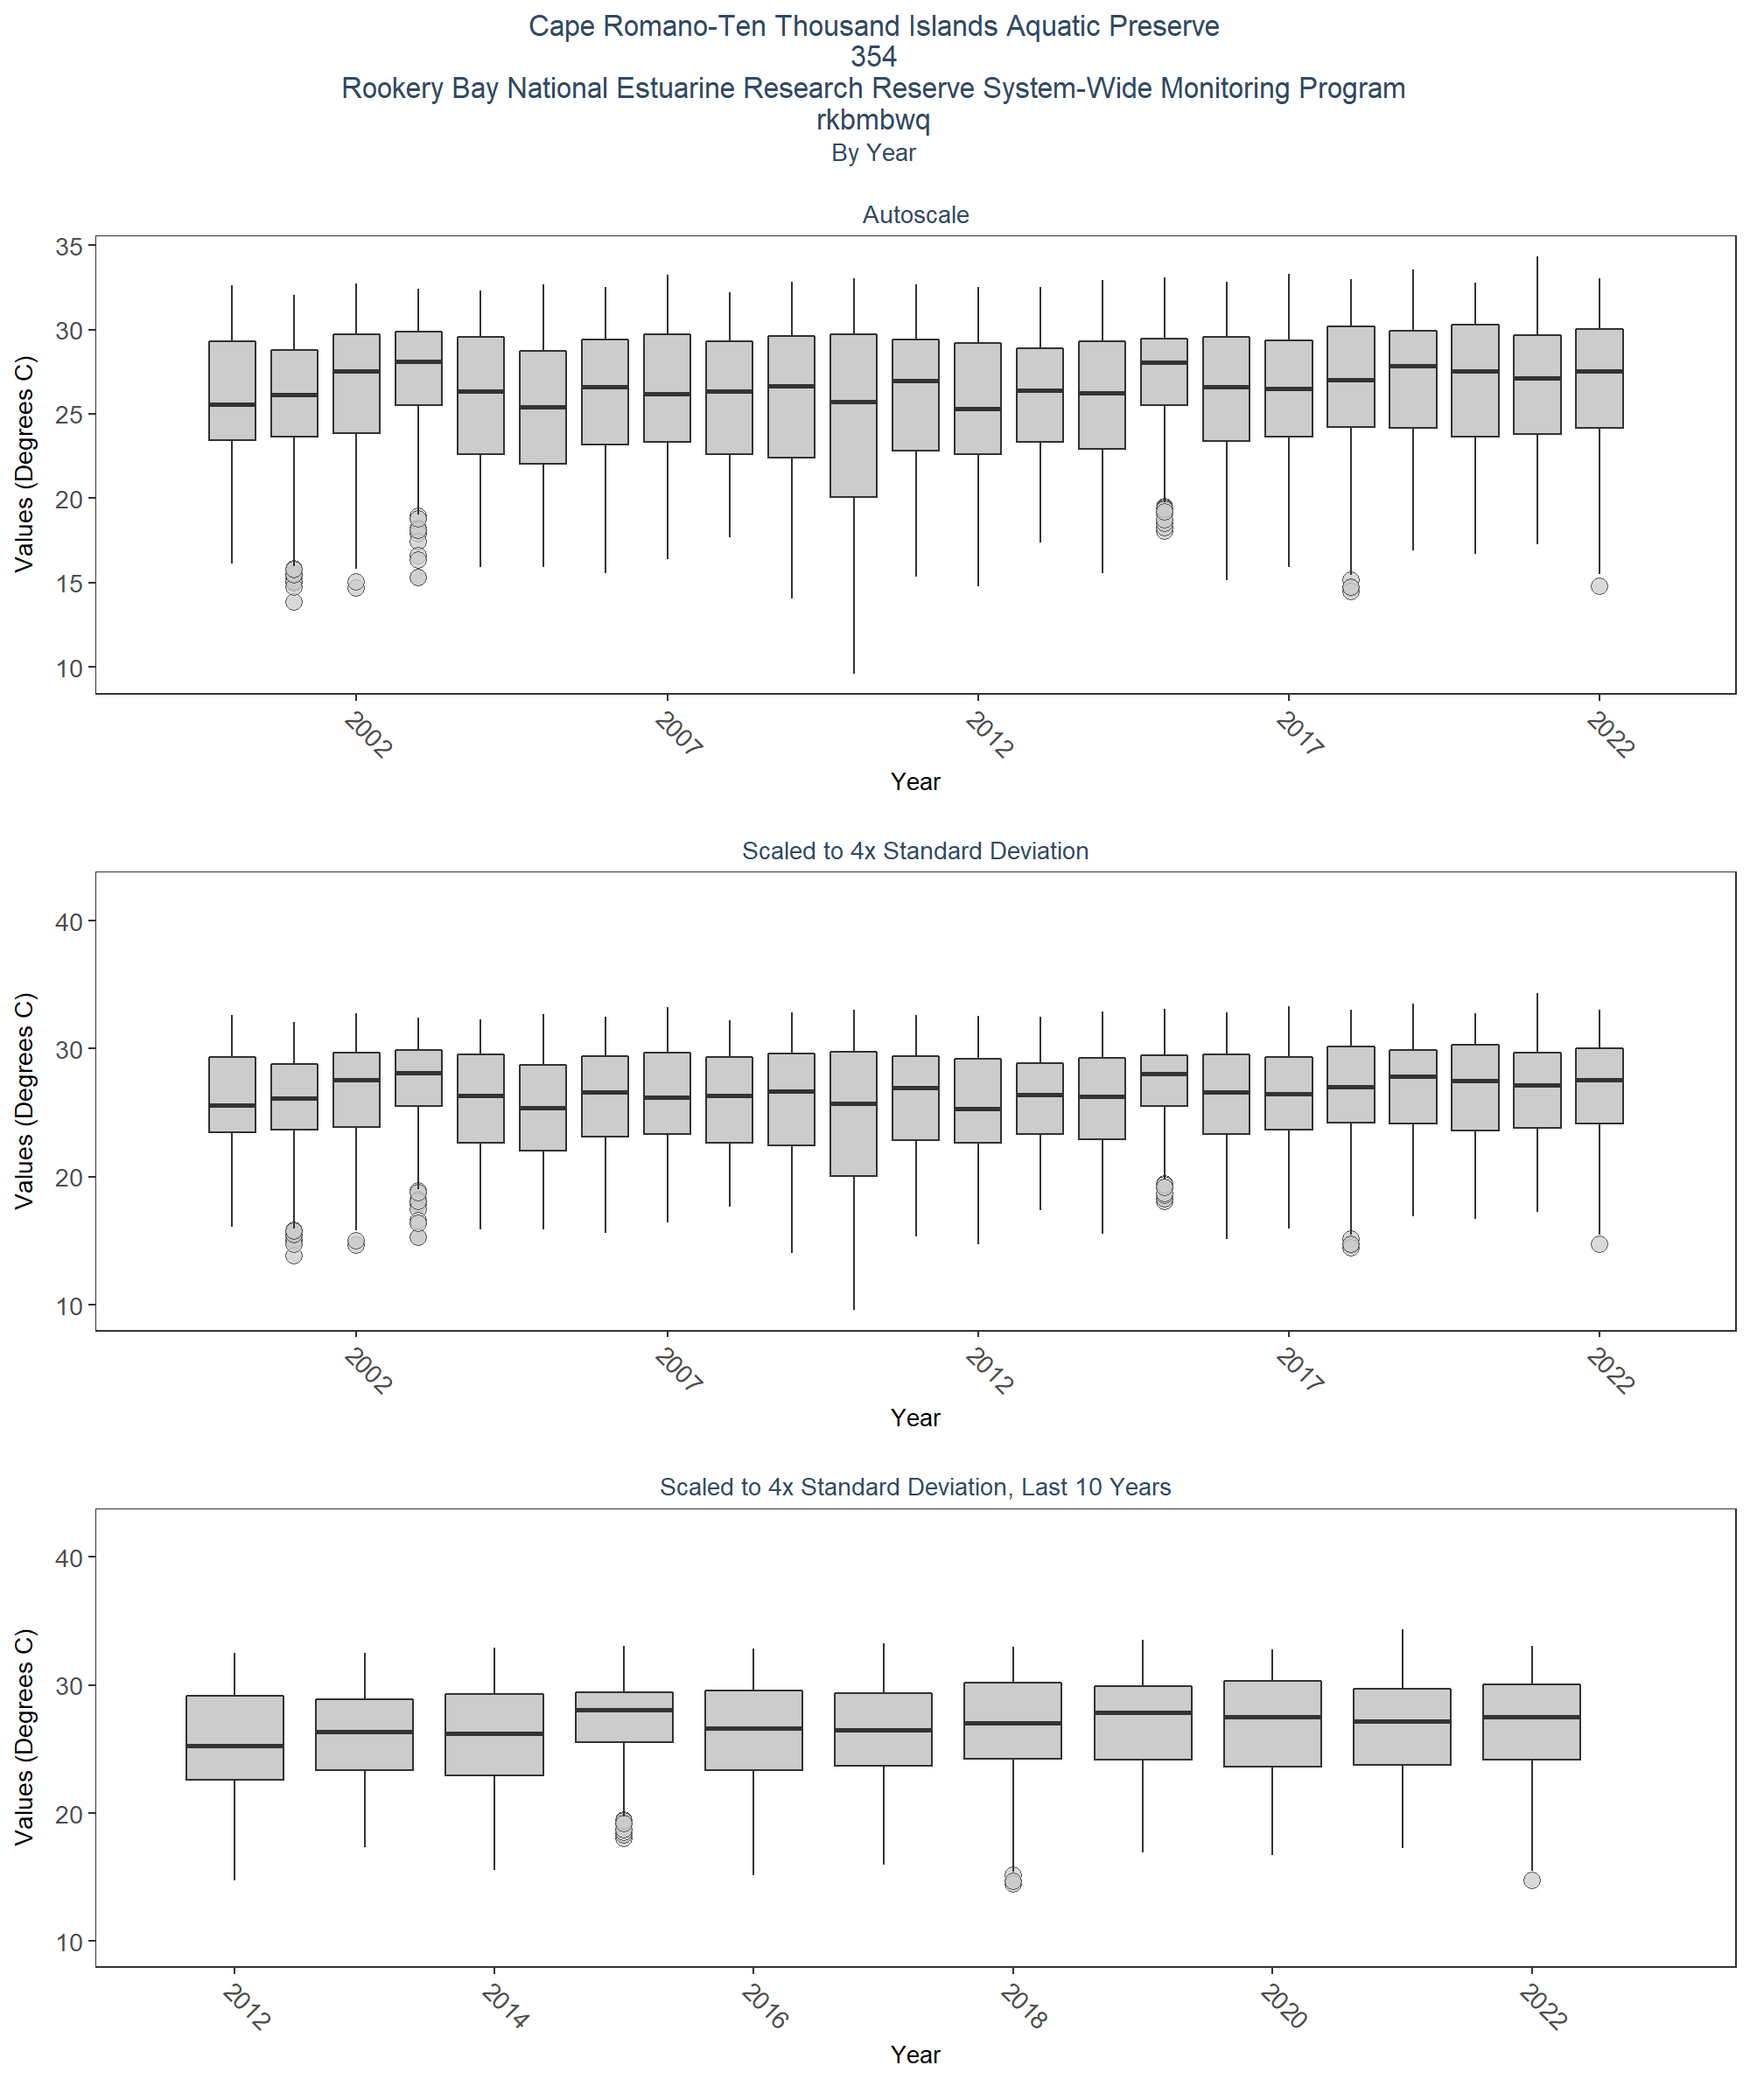 Cape Romano-Ten Thousand Islands Aquatic Preserve
354
Rookery Bay National Estuarine Research Reserve System-Wide Monitoring Program
rkbmbwq
By Year
Autoscale
Values (Degrees C)
35
30
25
20
15
10
2002
2007
2012
2017
2022
Year
Scaled to 4x Standard Deviation
Values (Degrees C)
40
30
20
10
2002
2007
2012
2017
2022
Year
Scaled to 4x Standard Deviation, Last 10 Years
Values (Degrees C)
40
30
20
10
2012
2014
2016
2018
2020
2022
Year